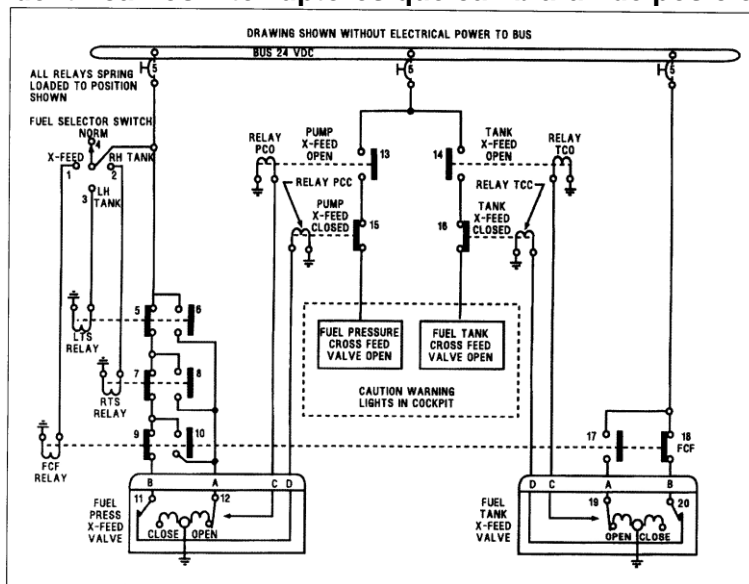 DRAWING SHOWN WITHOUT ELECTRICAL POWER TO BUS
BUS 24 VDC
5
5
5
ALL RELAYS SPRING
LOADED TO POSITION
SHOWN
FUEL SELECTOR SWITCH
NORM
4
X-FEED
1
RH TANK
2
3
LH
TANK
RELAY
PCO
PUMP
X-FEED
OPEN
13
14
TANK
X-FEED
OPEN
RELAY
TCO
RELAY PCC
PUMP
X-FEED
CLOSED
15
16
TANK
X-FEED
CLOSED
RELAY TCC
5
6
LTS
RELAY
7
8
RTS
RELAY
9
10
FCF
RELAY
FUEL PRESSURE
CROSS FEED
VALVE OPEN
FUEL TANK
CROSS FEED
VALVE OPEN
CAUTION WARNING
LIGHTS IN COCKPIT
17
18
FCF
B A C D
11
12
FUEL
PRESS
X-FEED
VALVE
CLOSE OPEN
D C A B
19
20
FUEL
TANK
X-FEED
VALVE
OPEN CLOSE